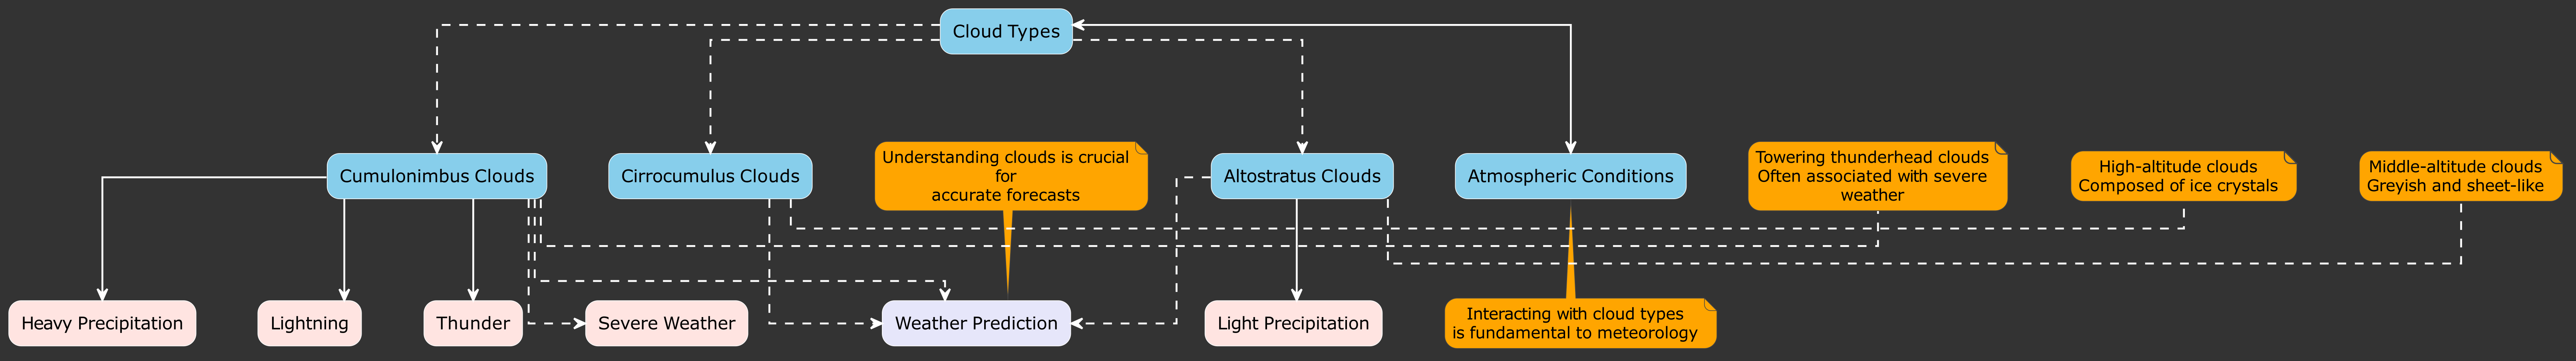 Cloud Types
Cumulonimbus Clouds
Cirrocumulus Clouds
Understanding clouds is crucial
for
accurate forecasts
Altostratus Clouds
Atmospheric Conditions
Towering thunderhead clouds
Often associated with severe
weather
High-altitude clouds
Composed of ice crystals
Middle-altitude clouds
Greyish and sheet-like
Heavy Precipitation
Lightning
Thunder
Severe Weather
Weather Prediction
Light Precipitation
Interacting with cloud types
is fundamental to meteorology